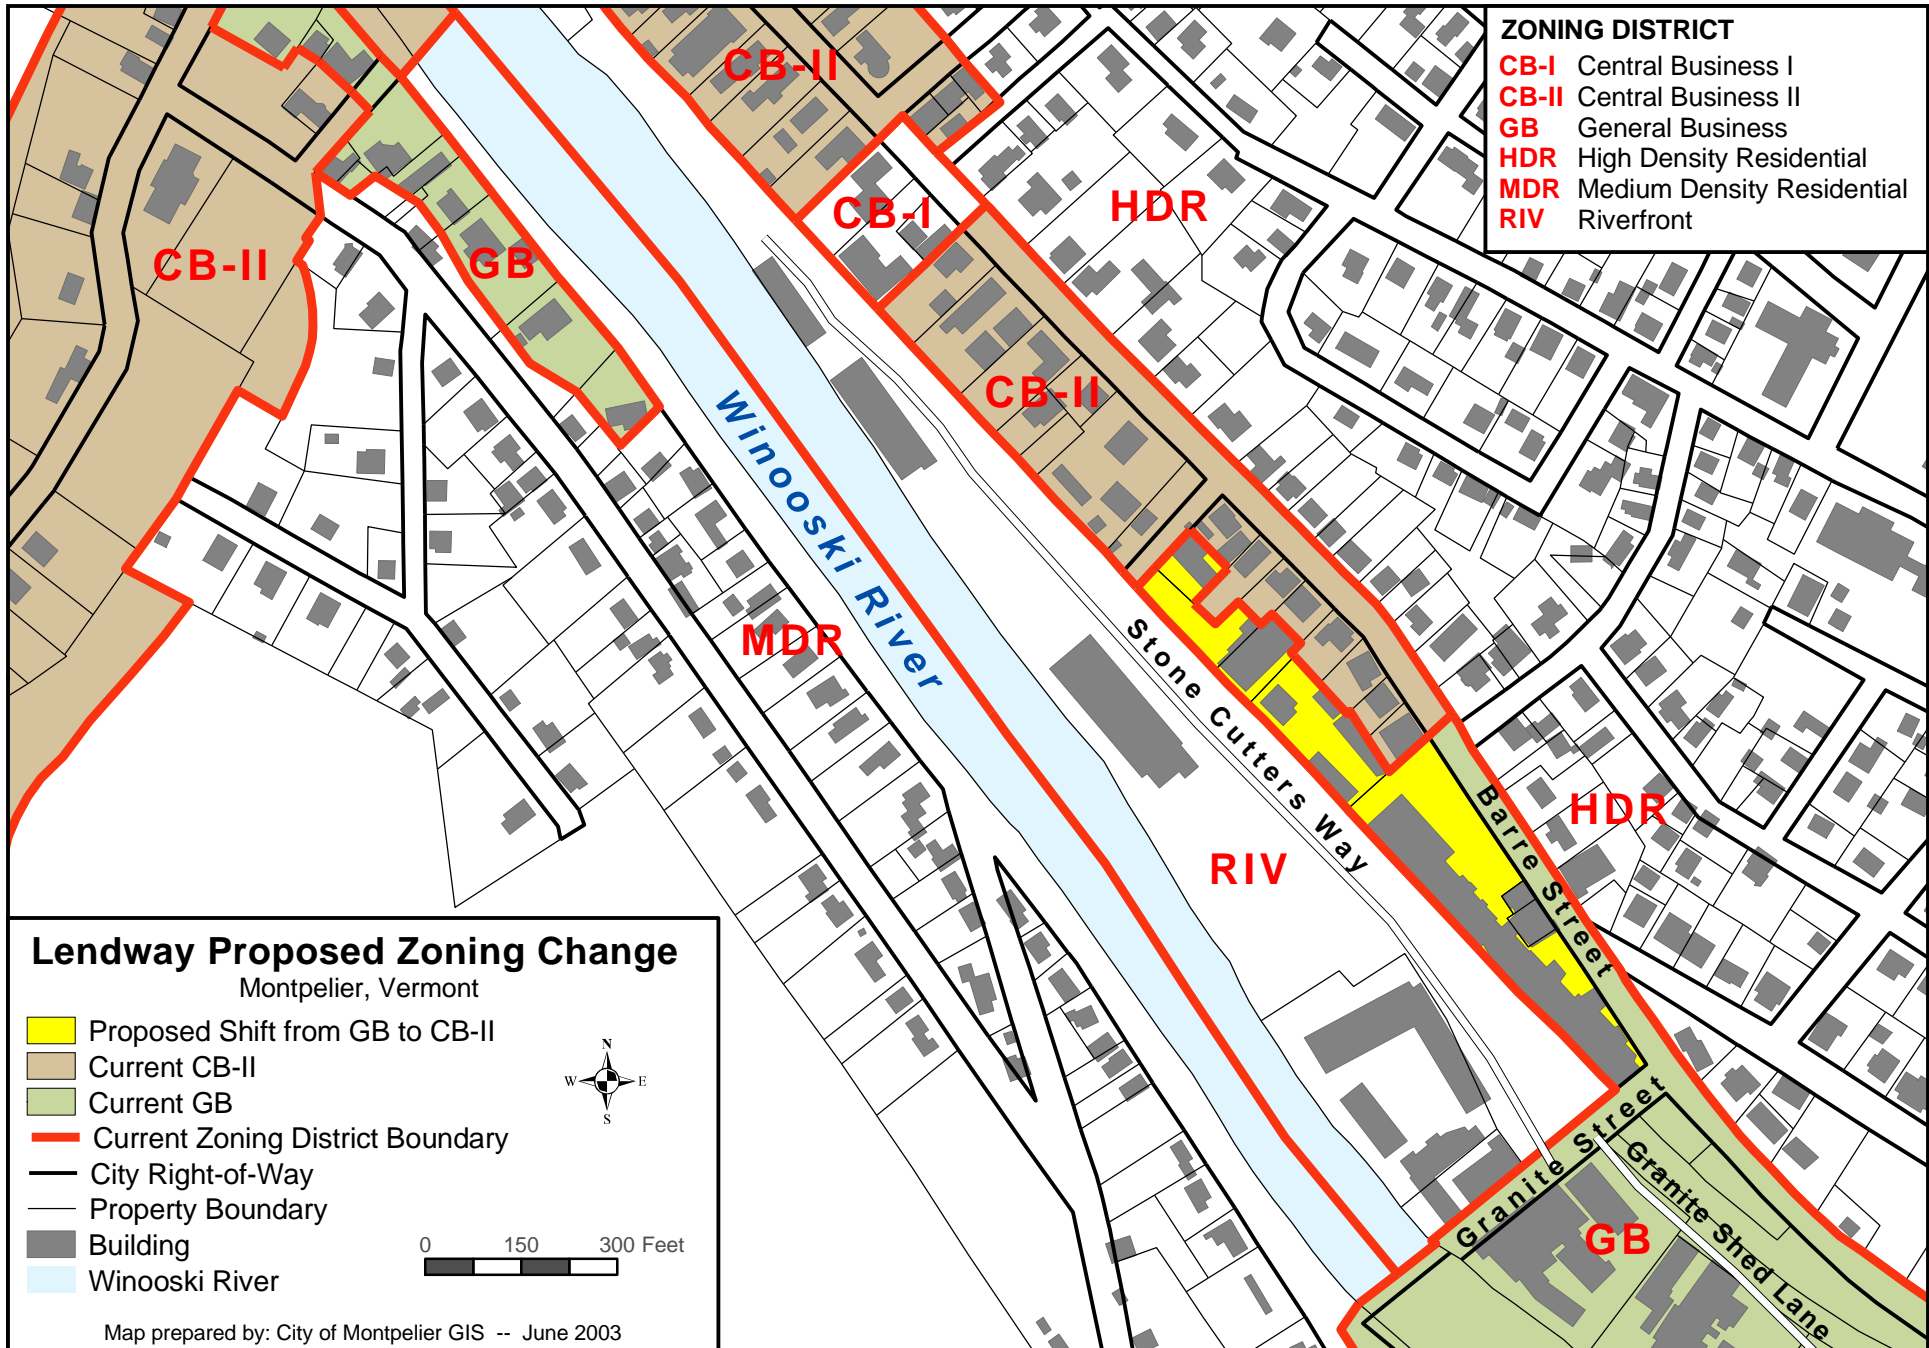 ZONING DISTRICT
CB-I Central Business I
CB-II Central Business II
GB General Business
HDR High Density Residential
MDR Medium Density Residential
RIV Riverfront
CB-II
CB-I
HDR
CB-II
GB
CB-II
Winooski River
MDR
Stone Cutters Way
Barre Street
HDR
RIV
Granite Street
Granite Shed Lane
GB
Lendway Proposed Zoning Change
Montpelier, Vermont
Proposed Shift from GB to CB-II
Current CB-II
Current GB
Current Zoning District Boundary
City Right-of-Way
Property Boundary
Building
Winooski River
N
W E
S
0 150 300 Feet
Map prepared by: City of Montpelier GIS -- June 2003